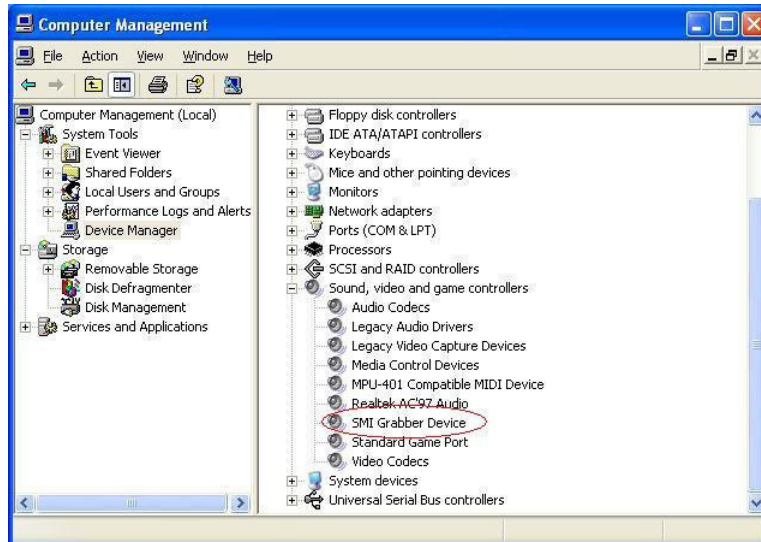 Computer Management
File Action View Window Help
Computer Management (Local)
System Tools
Event Viewer
Shared Folders
Local Users and Groups
Performance Logs and Alerts
Device Manager
Storage
Removable Storage
Disk Defragmenter
Disk Management
Services and Applications
Floppy disk controllers
IDE ATA/ATAPI controllers
Keyboards
Mice and other pointing devices
Monitors
Network adapters
Ports (COM & LPT)
Processors
SCSI and RAID controllers
Sound, video and game controllers
Audio Codecs
Legacy Audio Drivers
Legacy Video Capture Devices
Media Control Devices
MPU-401 Compatible MIDI Device
Realtek AC'97 Audio
SMI Grabber Device
Standard Game Port
Video Codecs
System devices
Universal Serial Bus controllers